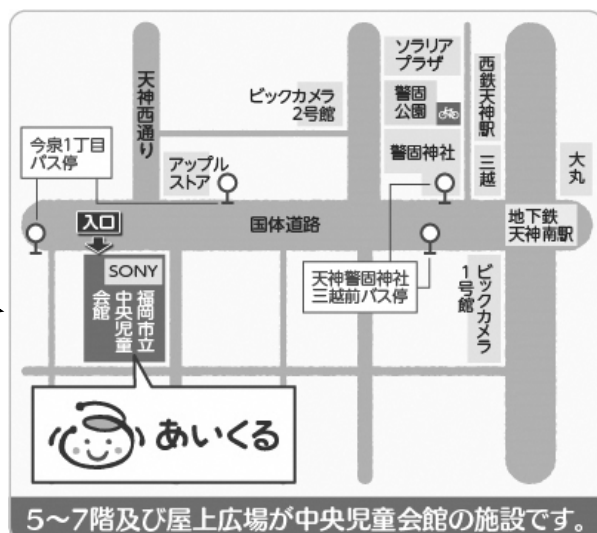 ソラリア
プラザ
西鉄天神駅
天神西通り
ビックカメラ
2号館
警固
公園
今泉1丁目
バス停
アップル
ストア
警固神社
三越
大丸
入口
国体道路
地下鉄
天神南駅
SONY
福岡市立
中央児童
会館
天神警固神社
三越前バス停
ビックカメラ
1号館
あいくる
5～7階及び屋上広場が中央児童会館の施設です。